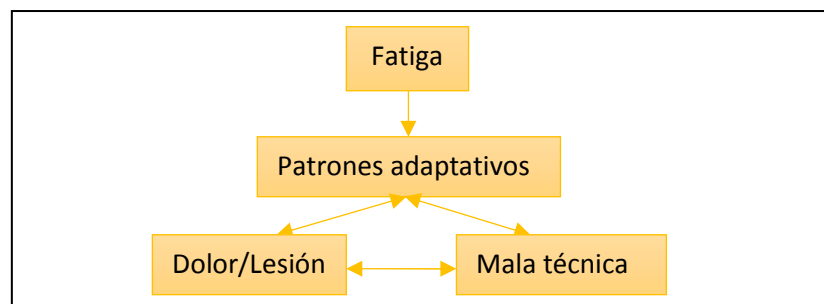 Fatiga
Patrones adaptativos
Dolor/Lesión
Mala técnica